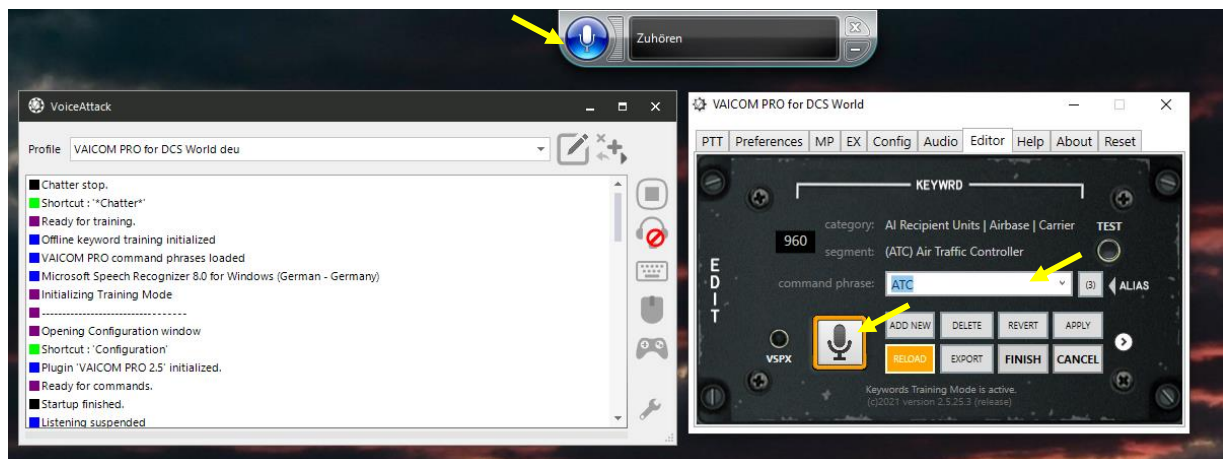 Zuhören
VoiceAttack
Profile VAICOM PRO for DCS World deu
Chatter stop.
Shortcut : '*Chatter*'
Ready for training.
Offline keyword training initialized
VAICOM PRO command phrases loaded
Microsoft Speech Recognizer 8.0 for Windows (German - Germany)
Initializing Training Mode
---------------------------------
Opening Configuration window
Shortcut : 'Configuration'
Plugin 'VAICOM PRO 2.5' initialized.
Ready for commands.
Startup finished.
Listening suspended
VAICOM PRO for DCS World
PTT Preferences MP EX Config Audio Editor Help About Reset
KEYWRD
category: AI Recipient Units | Airbase | Carrier TEST
960
segment: (ATC) Air Traffic Controller
EDIT
command phrase: ATC (3) ALIAS
ADD NEW DELETE REVERT APPLY
VSPX RELOAD EXPORT FINISH CANCEL
Keywords Training Mode is active.
(c)2021 version 2.5.25.3 (release)